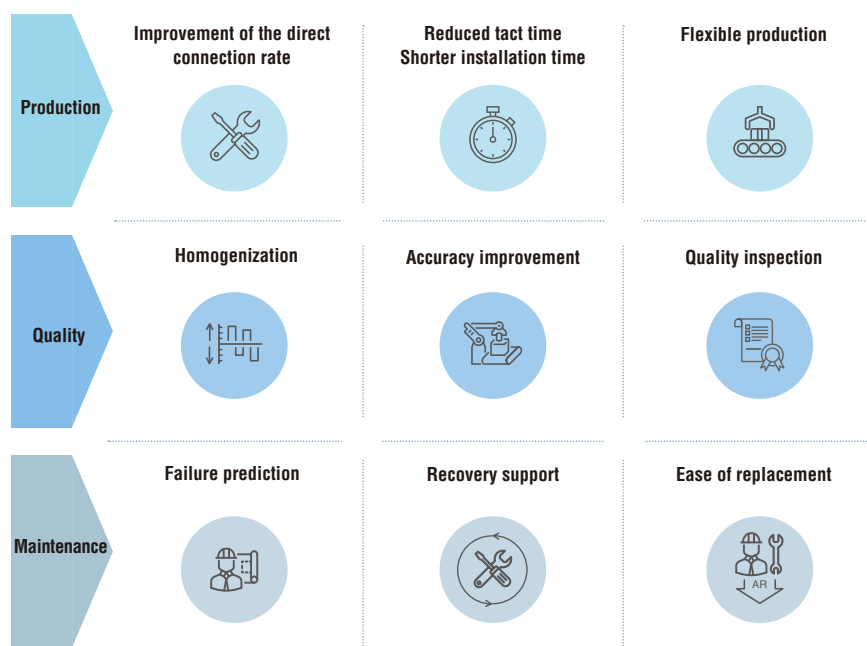 Production
Improvement of the direct
connection rate
Reduced tact time
Shorter installation time
Flexible production
Quality
Homogenization
Accuracy improvement
Quality inspection
Maintenance
Failure prediction
Recovery support
Ease of replacement
AR